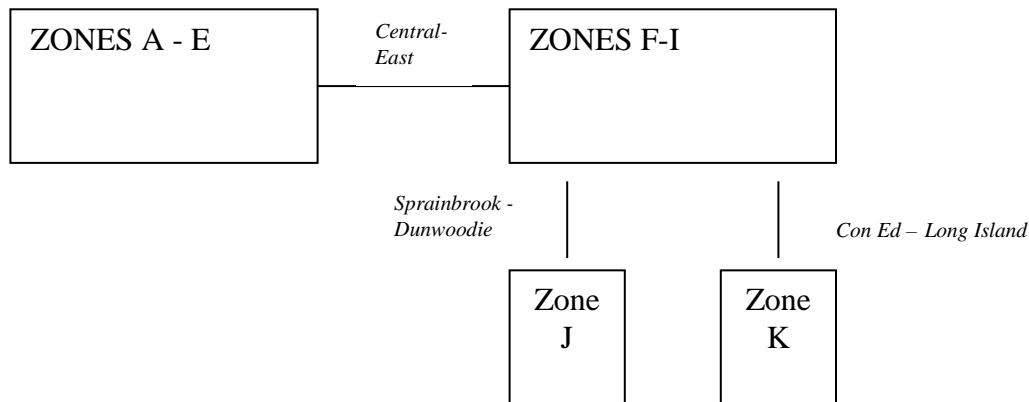 ZONES A - E
Central-
East
ZONES F-I
Sprainbrook -
Dunwoodie
Con Ed – Long Island
Zone
J
Zone
K